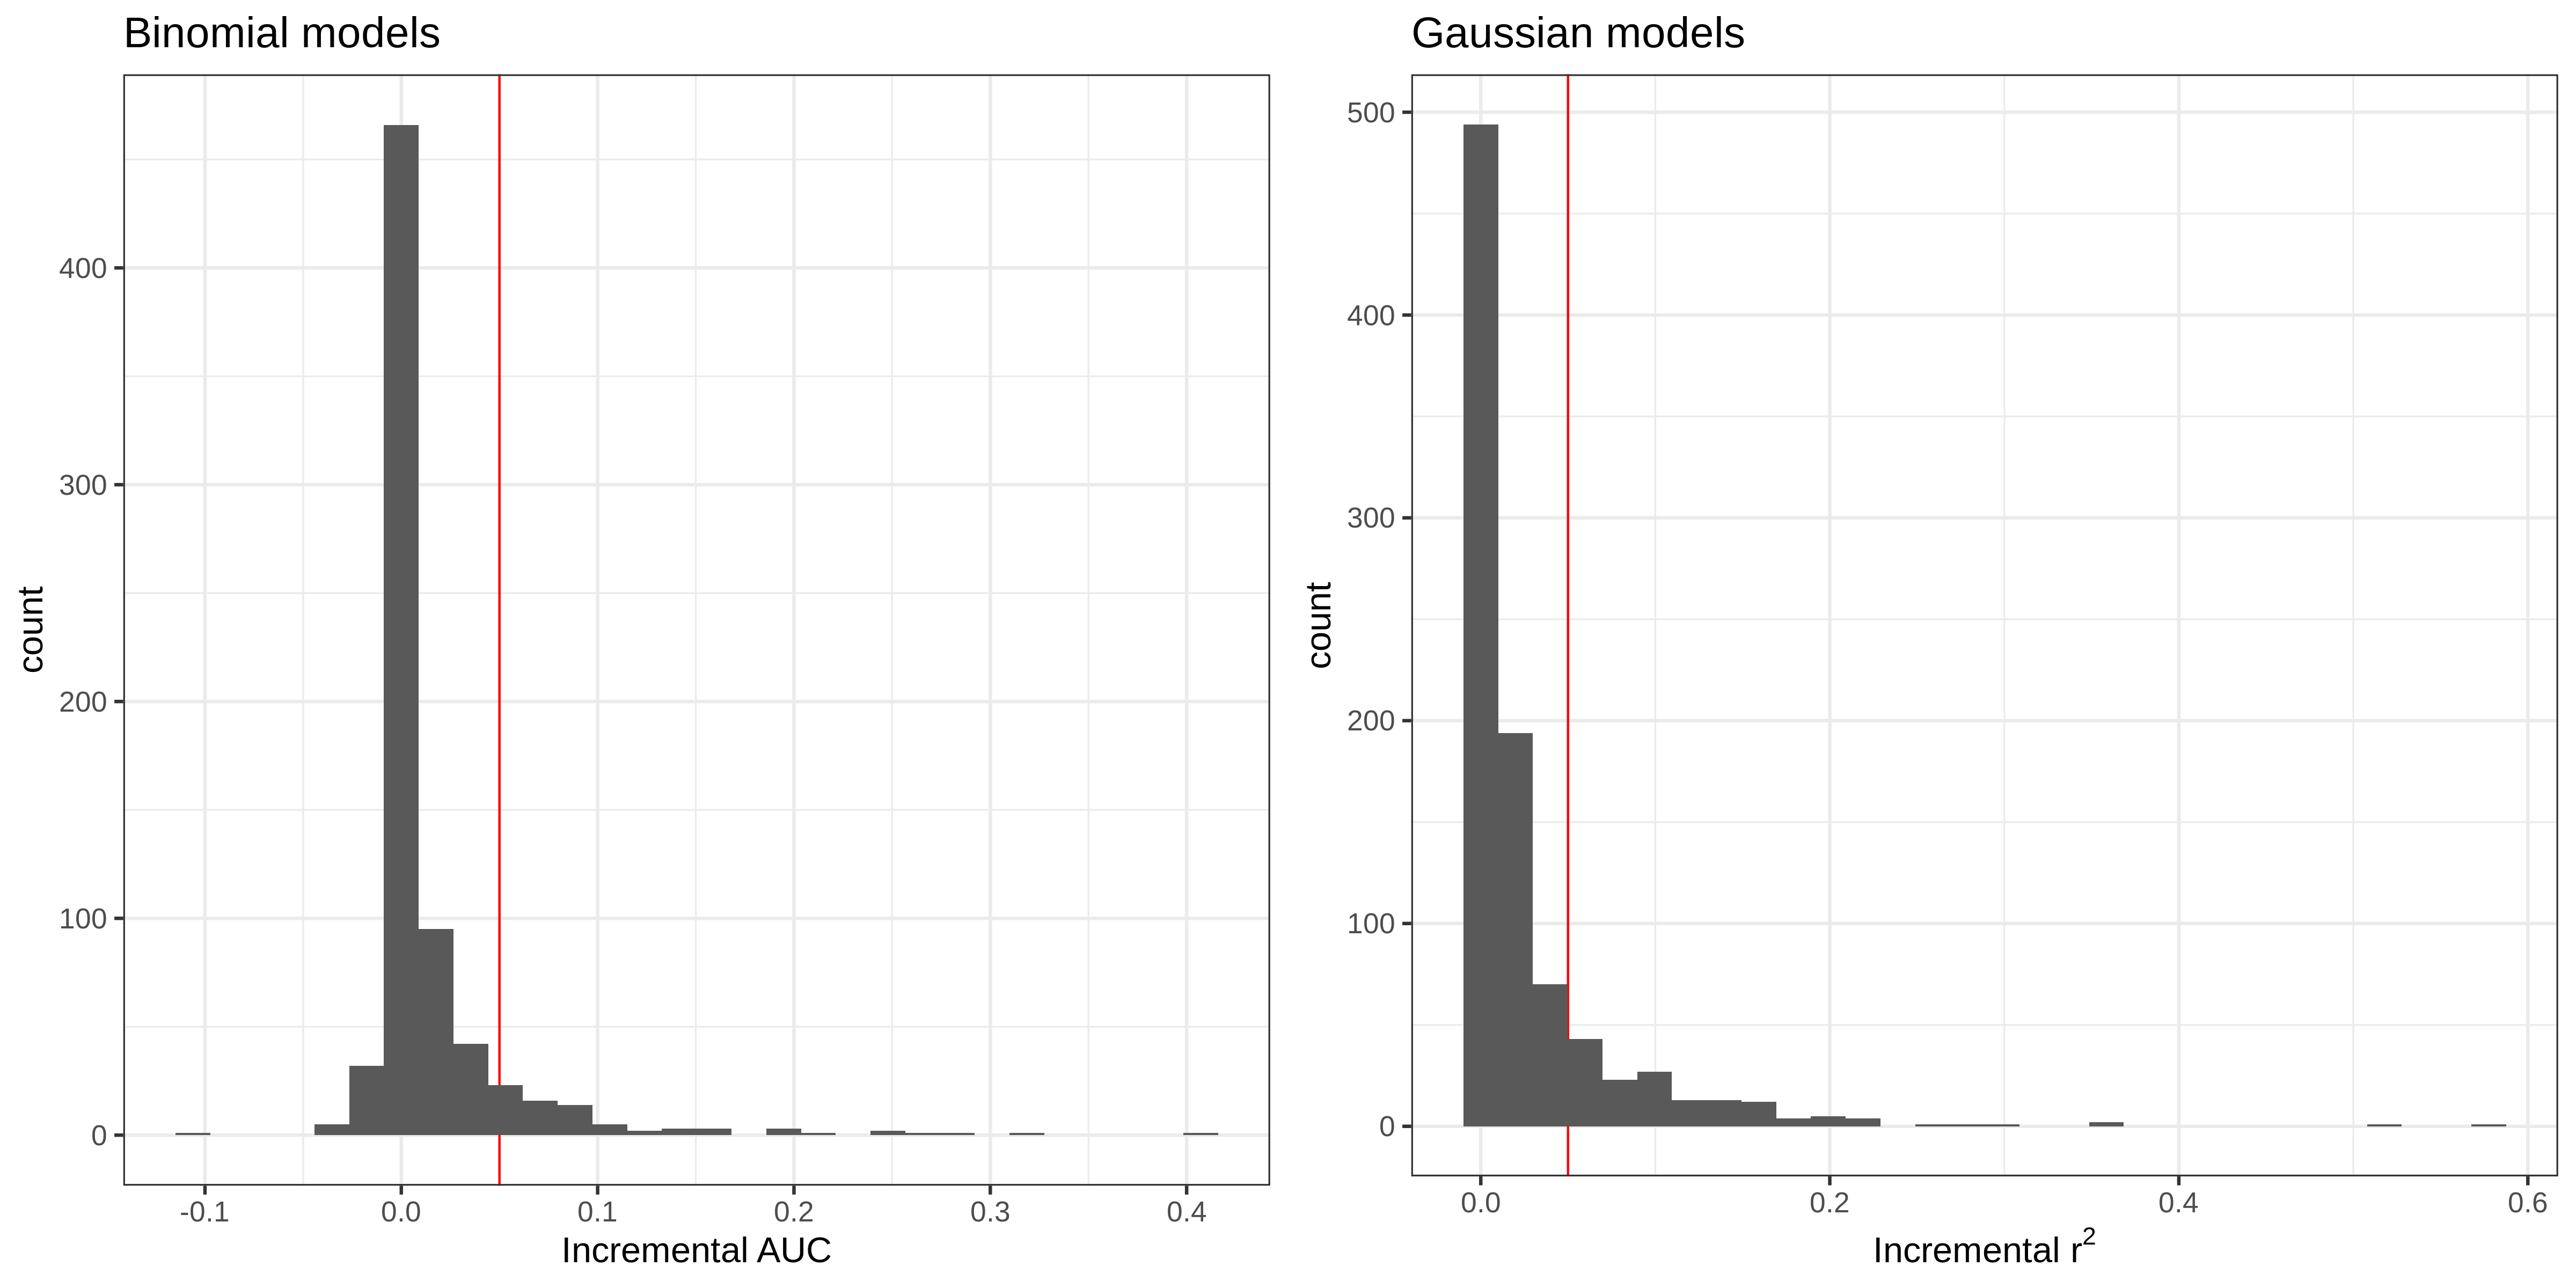 Binomial models
count
400
300
200
100
0
-0.1 0.0 0.1 0.2 0.3 0.4
Incremental AUC
Gaussian models
count
500
400
300
200
100
0
0.0 0.2 0.4 0.6
Incremental r²